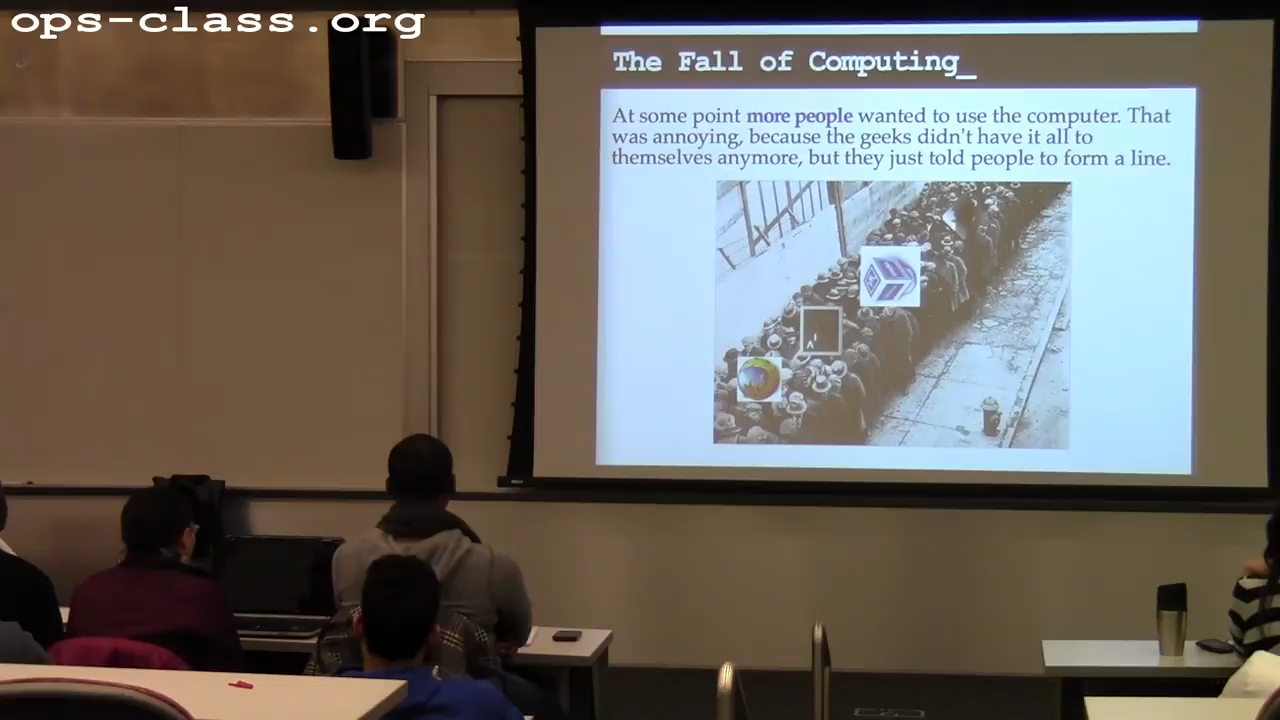 ops-class.org
The Fall of Computing_
At some point more people wanted to use the computer. That
was annoying, because the geeks didn't have it all to
themselves anymore, but they just told people to form a line.